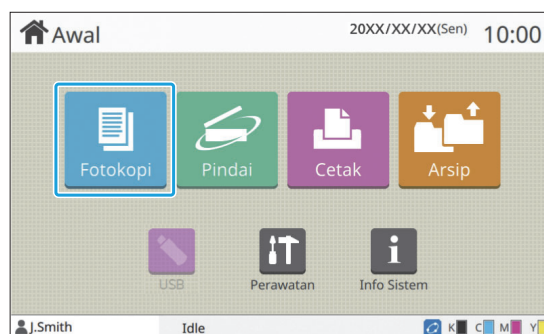 Awal 20XX/XX/XX(Sen) 10:00
Fotokopi Pindai Cetak Arsip
USB Perawatan Info Sistem
J.Smith Idle K C M Y